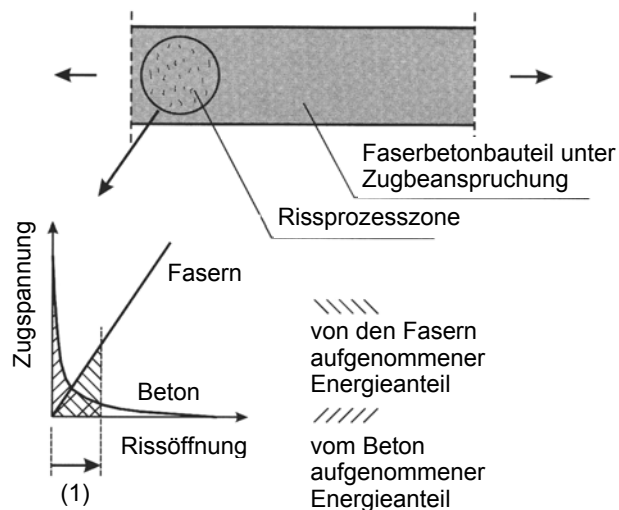 Faserbetonbauteil unter
Zugbeanspruchung
Rissprozesszone
Zugspannung
Fasern
Beton
Rissöffnung
(1)
von den Fasern
aufgenommener
Energieanteil
vom Beton
aufgenommener
Energieanteil